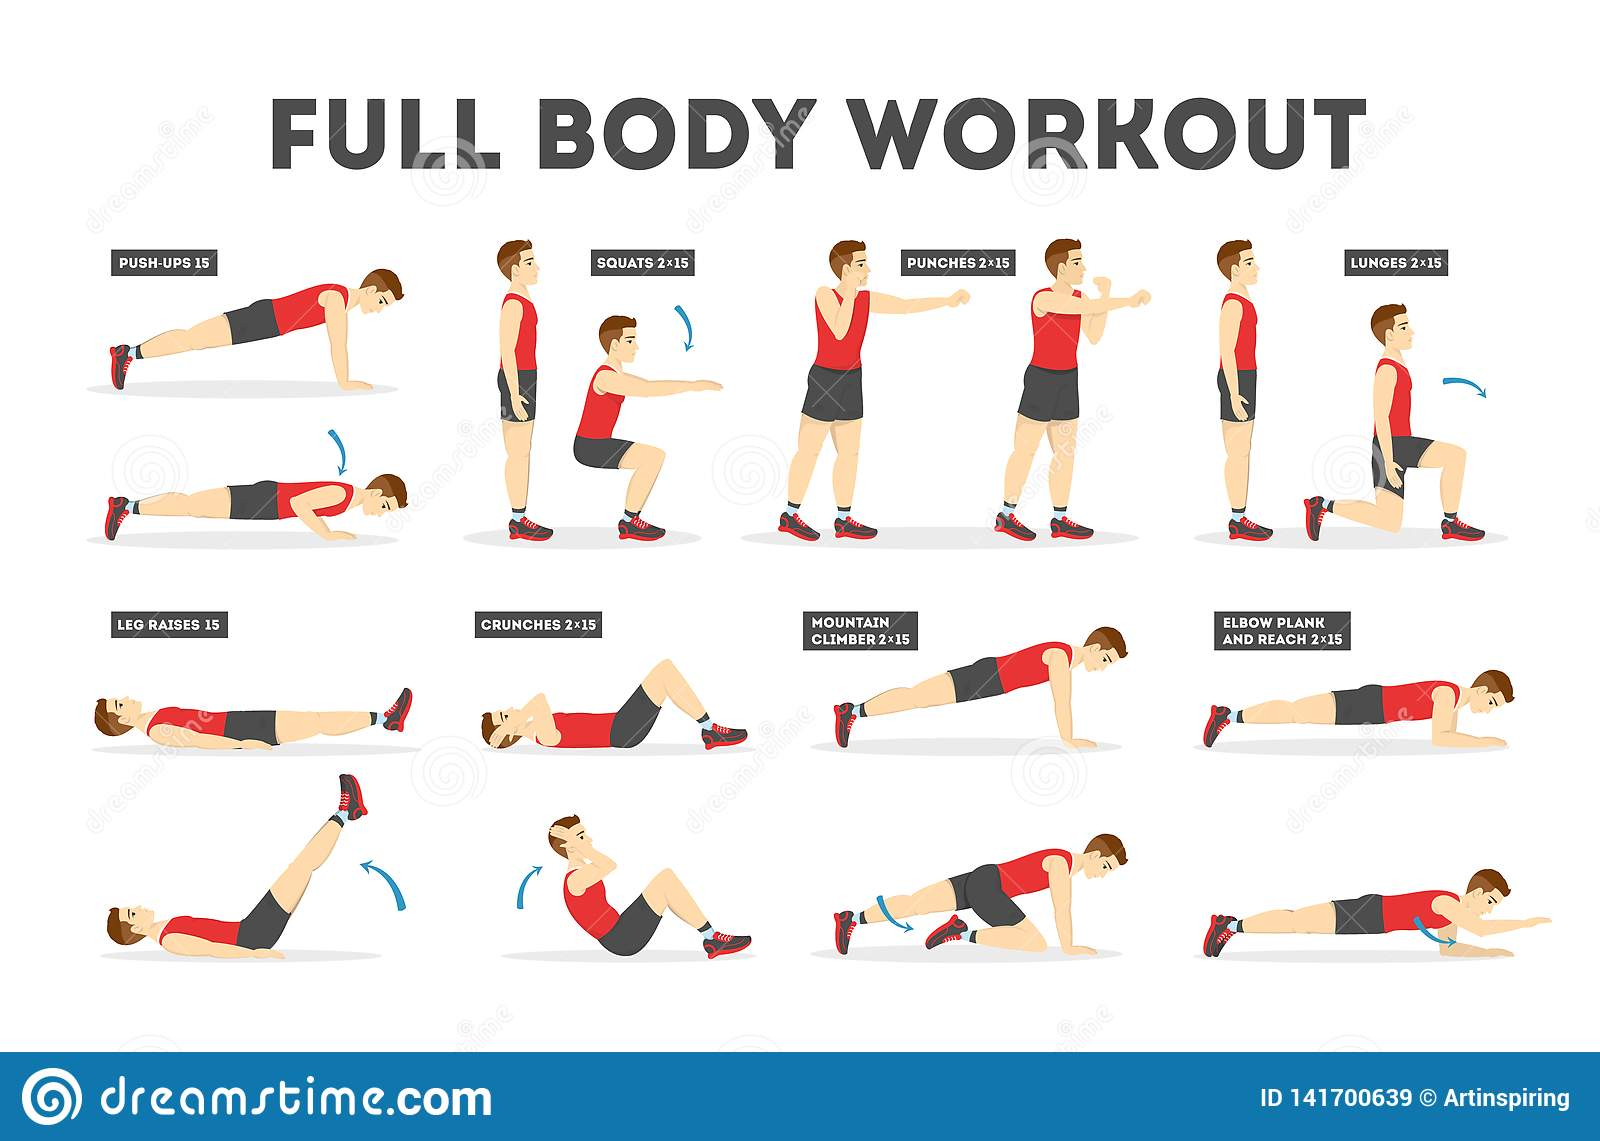 FULL BODY WORKOUT
PUSH-UPS 15
SQUATS 2×15
PUNCHES 2×15
LUNGES 2×15
LEG RAISES 15
CRUNCHES 2×15
MOUNTAIN
CLIMBER 2×15
ELBOW PLANK
AND REACH 2×15
dreamstime.com
ID 141700639 © Artinspiring